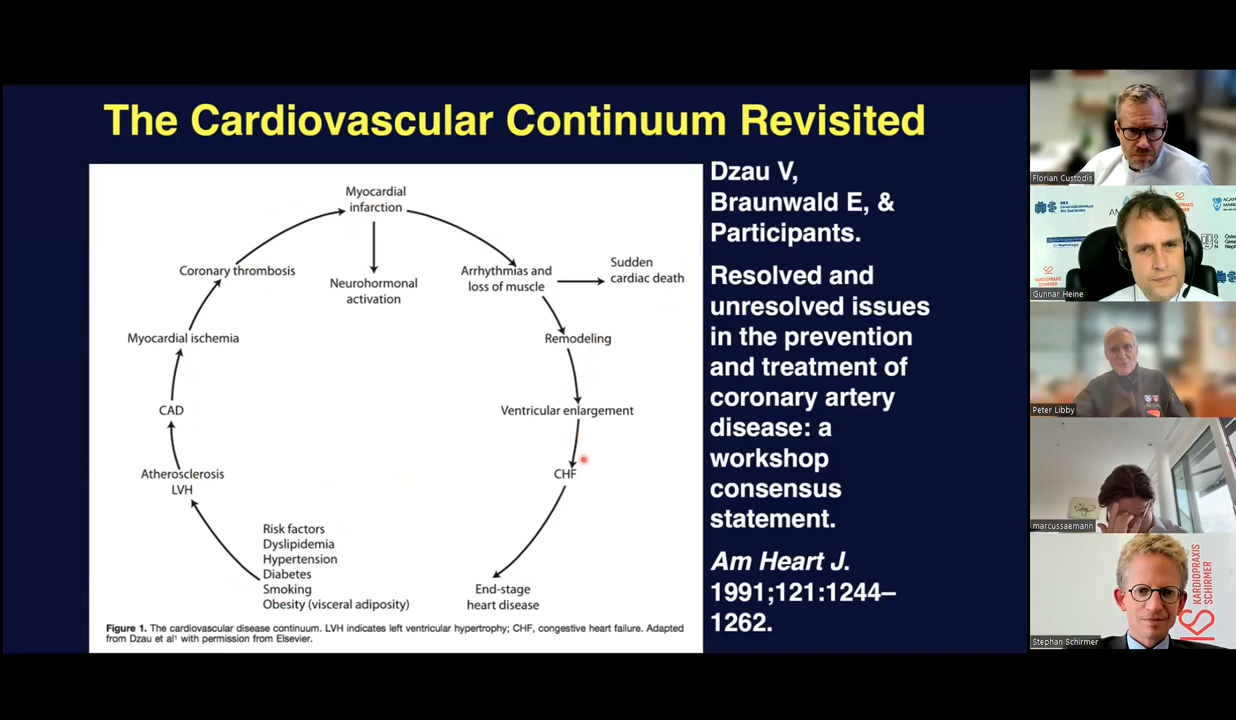 The Cardiovascular Continuum Revisited
Myocardial
infarction
Coronary thrombosis
Neurohormonal
activation
Arrhythmias and
loss of muscle
Sudden
cardiac death
Myocardial ischemia
Remodeling
CAD
Ventricular enlargement
Atherosclerosis
LVH
CHF
Risk factors
Dyslipidemia
Hypertension
Diabetes
Smoking
Obesity (visceral adiposity)
End-stage
heart disease
Figure 1. The cardiovascular disease continuum. LVH indicates left ventricular hypertrophy; CHF, congestive heart failure. Adapted
from Dzau et al¹ with permission from Elsevier.
Dzau V,
Braunwald E, &
Participants.
Resolved and
unresolved issues
in the prevention
and treatment of
coronary artery
disease: a
workshop
consensus
statement.
Am Heart J.
1991;121:1244–
1262.
Florian Custodis
Gunnar Heine
Peter Libby
marcussaemann
Stephan Schirmer
KARDIOPRAXIS
SCHIRMER